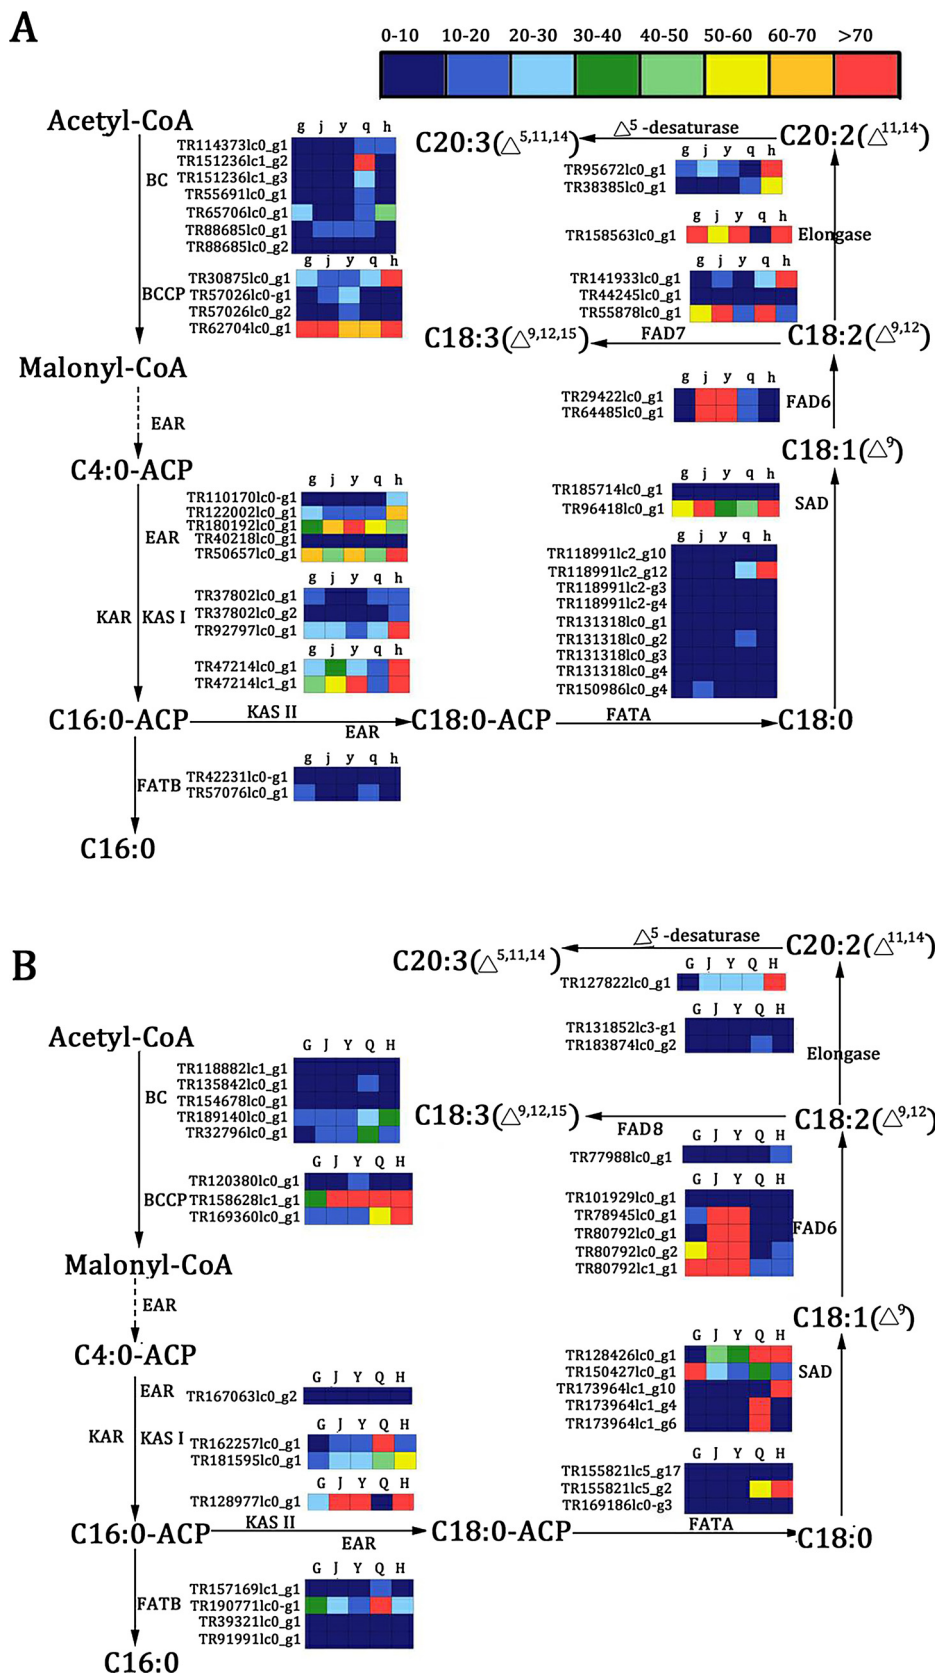 A
0-10 10-20 20-30 30-40 40-50 50-60 60-70 >70
Acetyl-CoA
BC
g j y q h
TR114373lc0_g1
TR151236lc1_g2
TR151236lc1_g3
TR55691lc0_g1
TR65706lc0_g1
TR88685lc0_g1
TR88685lc0_g2
BCCP
g j y q h
TR30875lc0_g1
TR57026lc0-g1
TR57026lc0_g2
TR62704lc0_g1
Malonyl-CoA
EAR
C4:0-ACP
EAR
KAR
KAS I
g j y q h
TR110170lc0-g1
TR122002lc0_g1
TR180192lc0_g1
TR40218lc0_g1
TR50657lc0_g1
g j y q h
TR37802lc0_g1
TR37802lc0_g2
TR92797lc0_g1
g j y q h
TR47214lc0_g1
TR47214lc1_g1
C16:0-ACP
KAS II
EAR
C18:0-ACP
FATA
C18:0
FATB
g j y q h
TR42231lc0-g1
TR57076lc0_g1
C16:0
C20:3(△5,11,14)
△5 -desaturase
C20:2(△11,14)
g j y q h
TR95672lc0_g1
TR38385lc0_g1
g j y q h
TR158563lc0_g1
Elongase
g j y q h
TR141933lc0_g1
TR44245lc0_g1
TR55878lc0_g1
C18:3(△9,12,15)
FAD7
C18:2(△9,12)
g j y q h
TR29422lc0_g1
TR64485lc0_g1
FAD6
C18:1(△9)
g j y q h
TR185714lc0_g1
TR96418lc0_g1
SAD
g j y q h
TR118991lc2_g10
TR118991lc2_g12
TR118991lc2-g3
TR118991lc2-g4
TR131318lc0_g1
TR131318lc0_g2
TR131318lc0_g3
TR131318lc0_g4
TR150986lc0_g4
B
Acetyl-CoA
BC
G J Y Q H
TR118882lc1_g1
TR135842lc0_g1
TR154678lc0_g1
TR189140lc0_g1
TR32796lc0_g1
BCCP
G J Y Q H
TR120380lc0_g1
TR158628lc1_g1
TR169360lc0_g1
Malonyl-CoA
EAR
C4:0-ACP
EAR
KAR
KAS I
G J Y Q H
TR167063lc0_g2
G J Y Q H
TR162257lc0_g1
TR181595lc0_g1
G J Y Q H
TR128977lc0_g1
C16:0-ACP
KAS II
EAR
C18:0-ACP
FATA
C18:0
FATB
G J Y Q H
TR157169lc1_g1
TR190771lc0-g1
TR39321lc0_g1
TR91991lc0_g1
C16:0
C20:3(△5,11,14)
△5 -desaturase
C20:2(△11,14)
G J Y Q H
TR127822lc0_g1
G J Y Q H
TR131852lc3-g1
TR183874lc0_g2
Elongase
C18:3(△9,12,15)
FAD8
C18:2(△9,12)
G J Y Q H
TR77988lc0_g1
G J Y Q H
TR101929lc0_g1
TR78945lc0_g1
TR80792lc0_g1
TR80792lc0_g2
TR80792lc1_g1
FAD6
C18:1(△9)
G J Y Q H
TR128426lc0_g1
TR150427lc0_g1
TR173964lc1_g10
TR173964lc1_g4
TR173964lc1_g6
SAD
G J Y Q H
TR155821lc5_g17
TR155821lc5_g2
TR169186lc0-g3